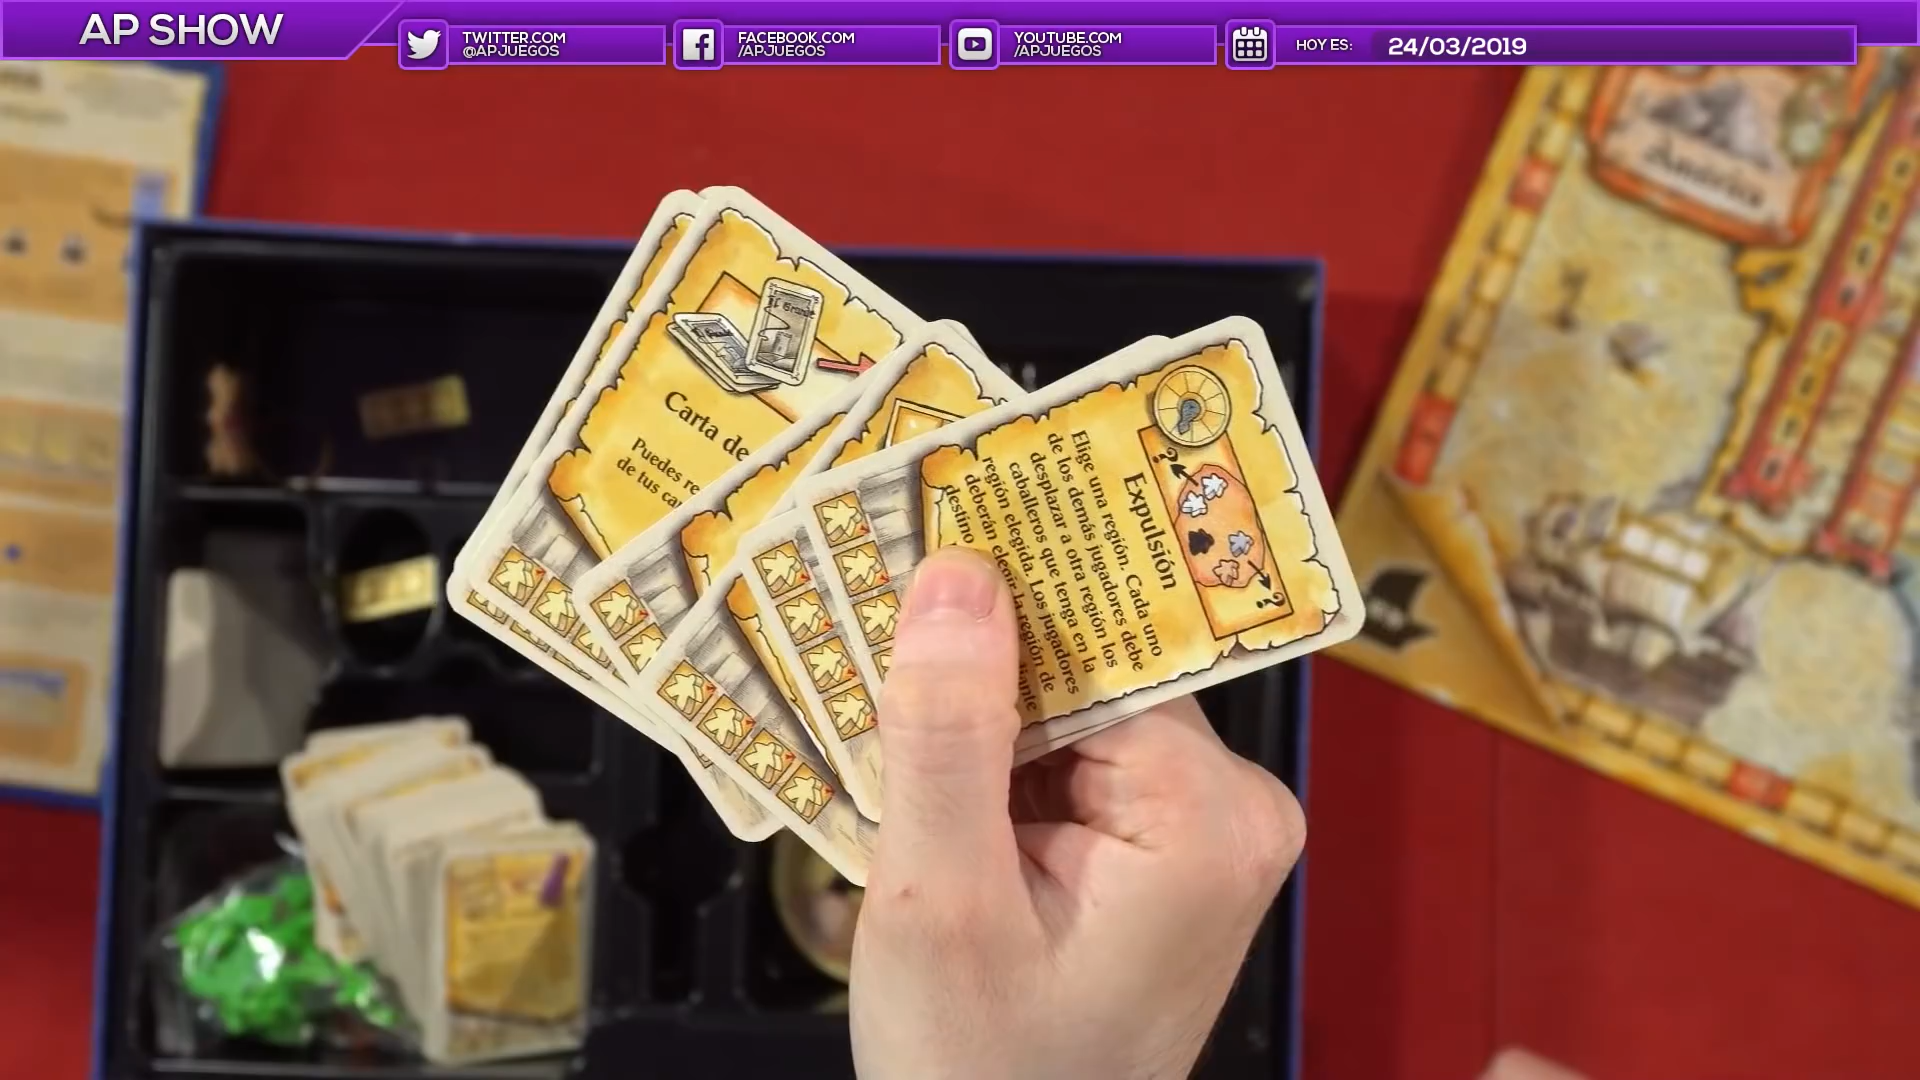 AP SHOW
TWITTER.COM
@APJUEGOS
FACEBOOK.COM
/APJUEGOS
YOUTUBE.COM
/APJUEGOS
HOY ES:
24/03/2019
El Grande
Carta de
Puedes re
de tus ca
Expulsión
Elige una región. Cada uno
de los demás jugadores debe
desplazar a otra región los
caballeros que tenga en la
región elegida. Los jugadores
deberán elegir la región de
destino